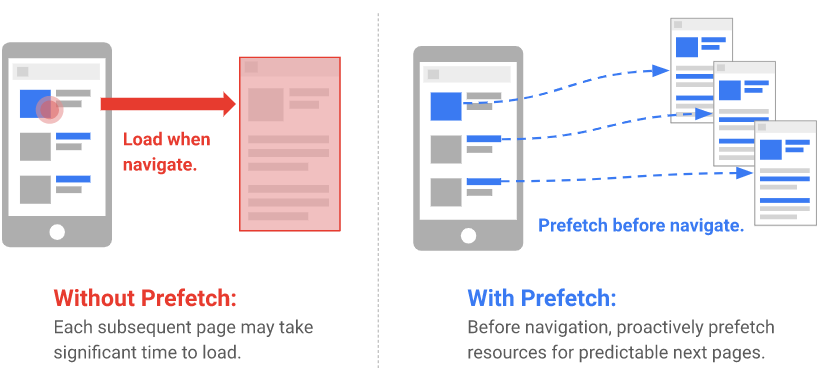 Load when
navigate.
Prefetch before navigate.
Without Prefetch:
Each subsequent page may take
significant time to load.
With Prefetch:
Before navigation, proactively prefetch
resources for predictable next pages.